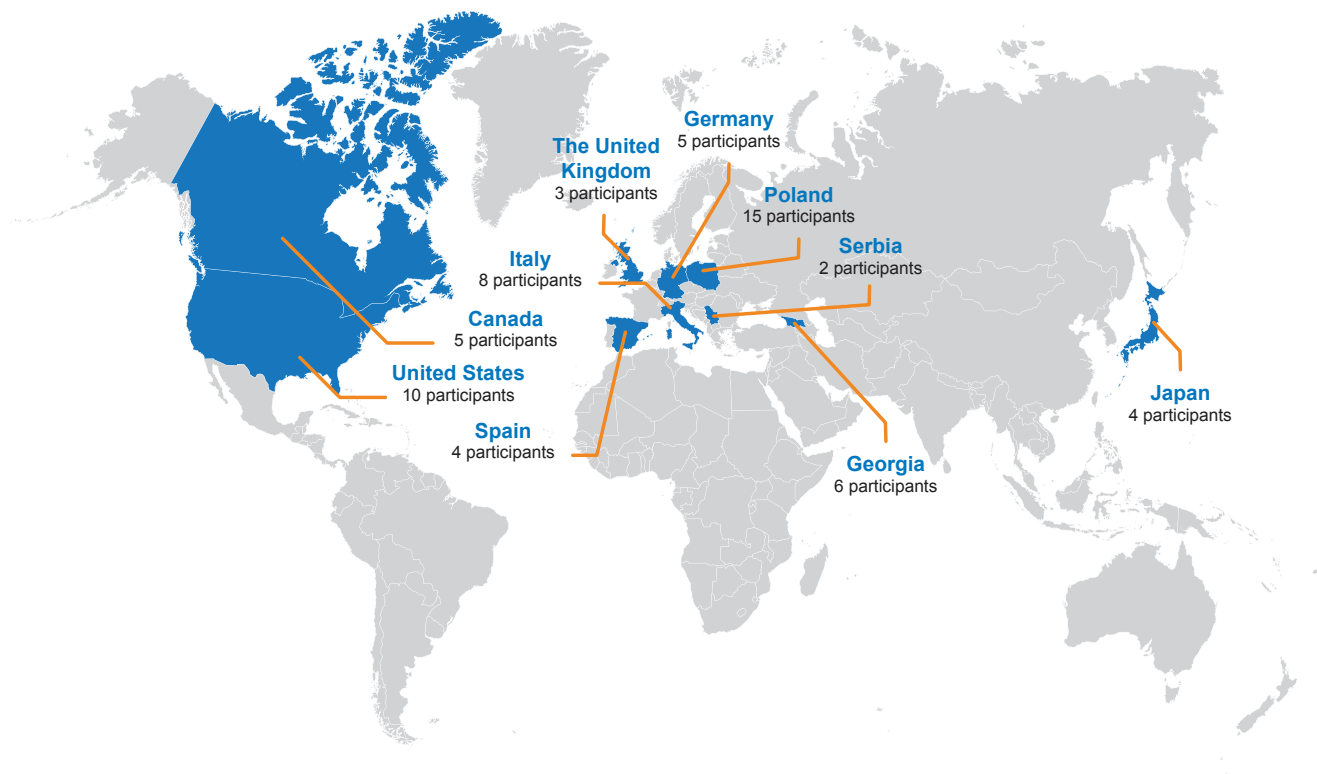 Germany
5 participants
The United
Kingdom
3 participants
Poland
15 participants
Serbia
2 participants
Italy
8 participants
Canada
5 participants
United States
10 participants
Spain
4 participants
Georgia
6 participants
Japan
4 participants